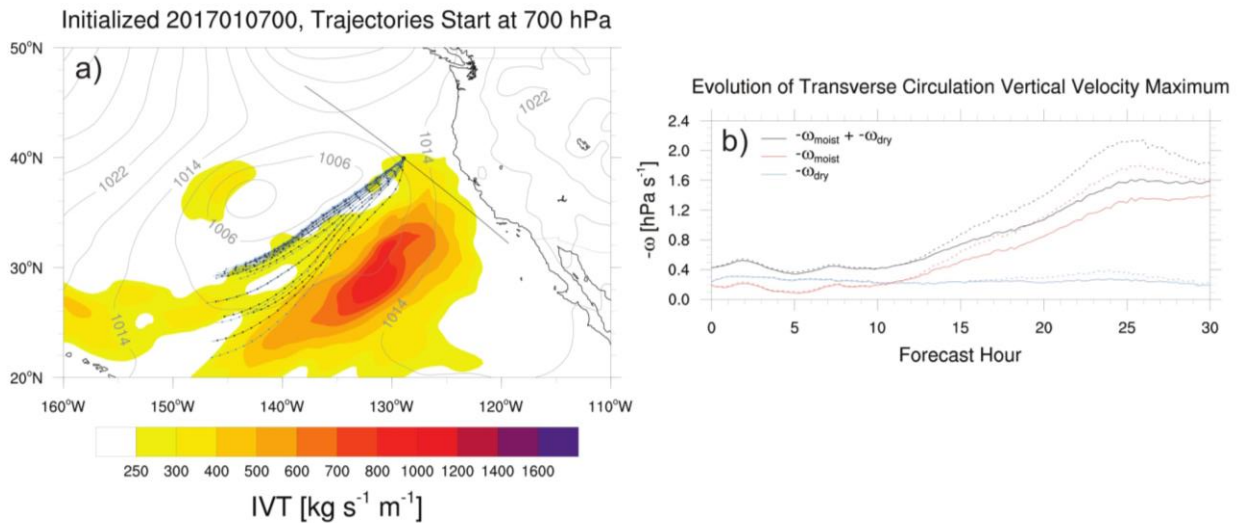 Initialized 2017010700, Trajectories Start at 700 hPa
a)
50°N
40°N
30°N
20°N
1022
1014
1006
1006
1014
1022
1014
1014
160°W 150°W 140°W 130°W 120°W 110°W
250 300 400 500 600 700 800 1000 1200 1400 1600
IVT [kg s⁻¹ m⁻¹]
Evolution of Transverse Circulation Vertical Velocity Maximum
b)
-ωmoist + -ωdry
-ωmoist
-ωdry
-ω [hPa s⁻¹]
2.4
2.0
1.6
1.2
0.8
0.4
0.0
0 5 10 15 20 25 30
Forecast Hour